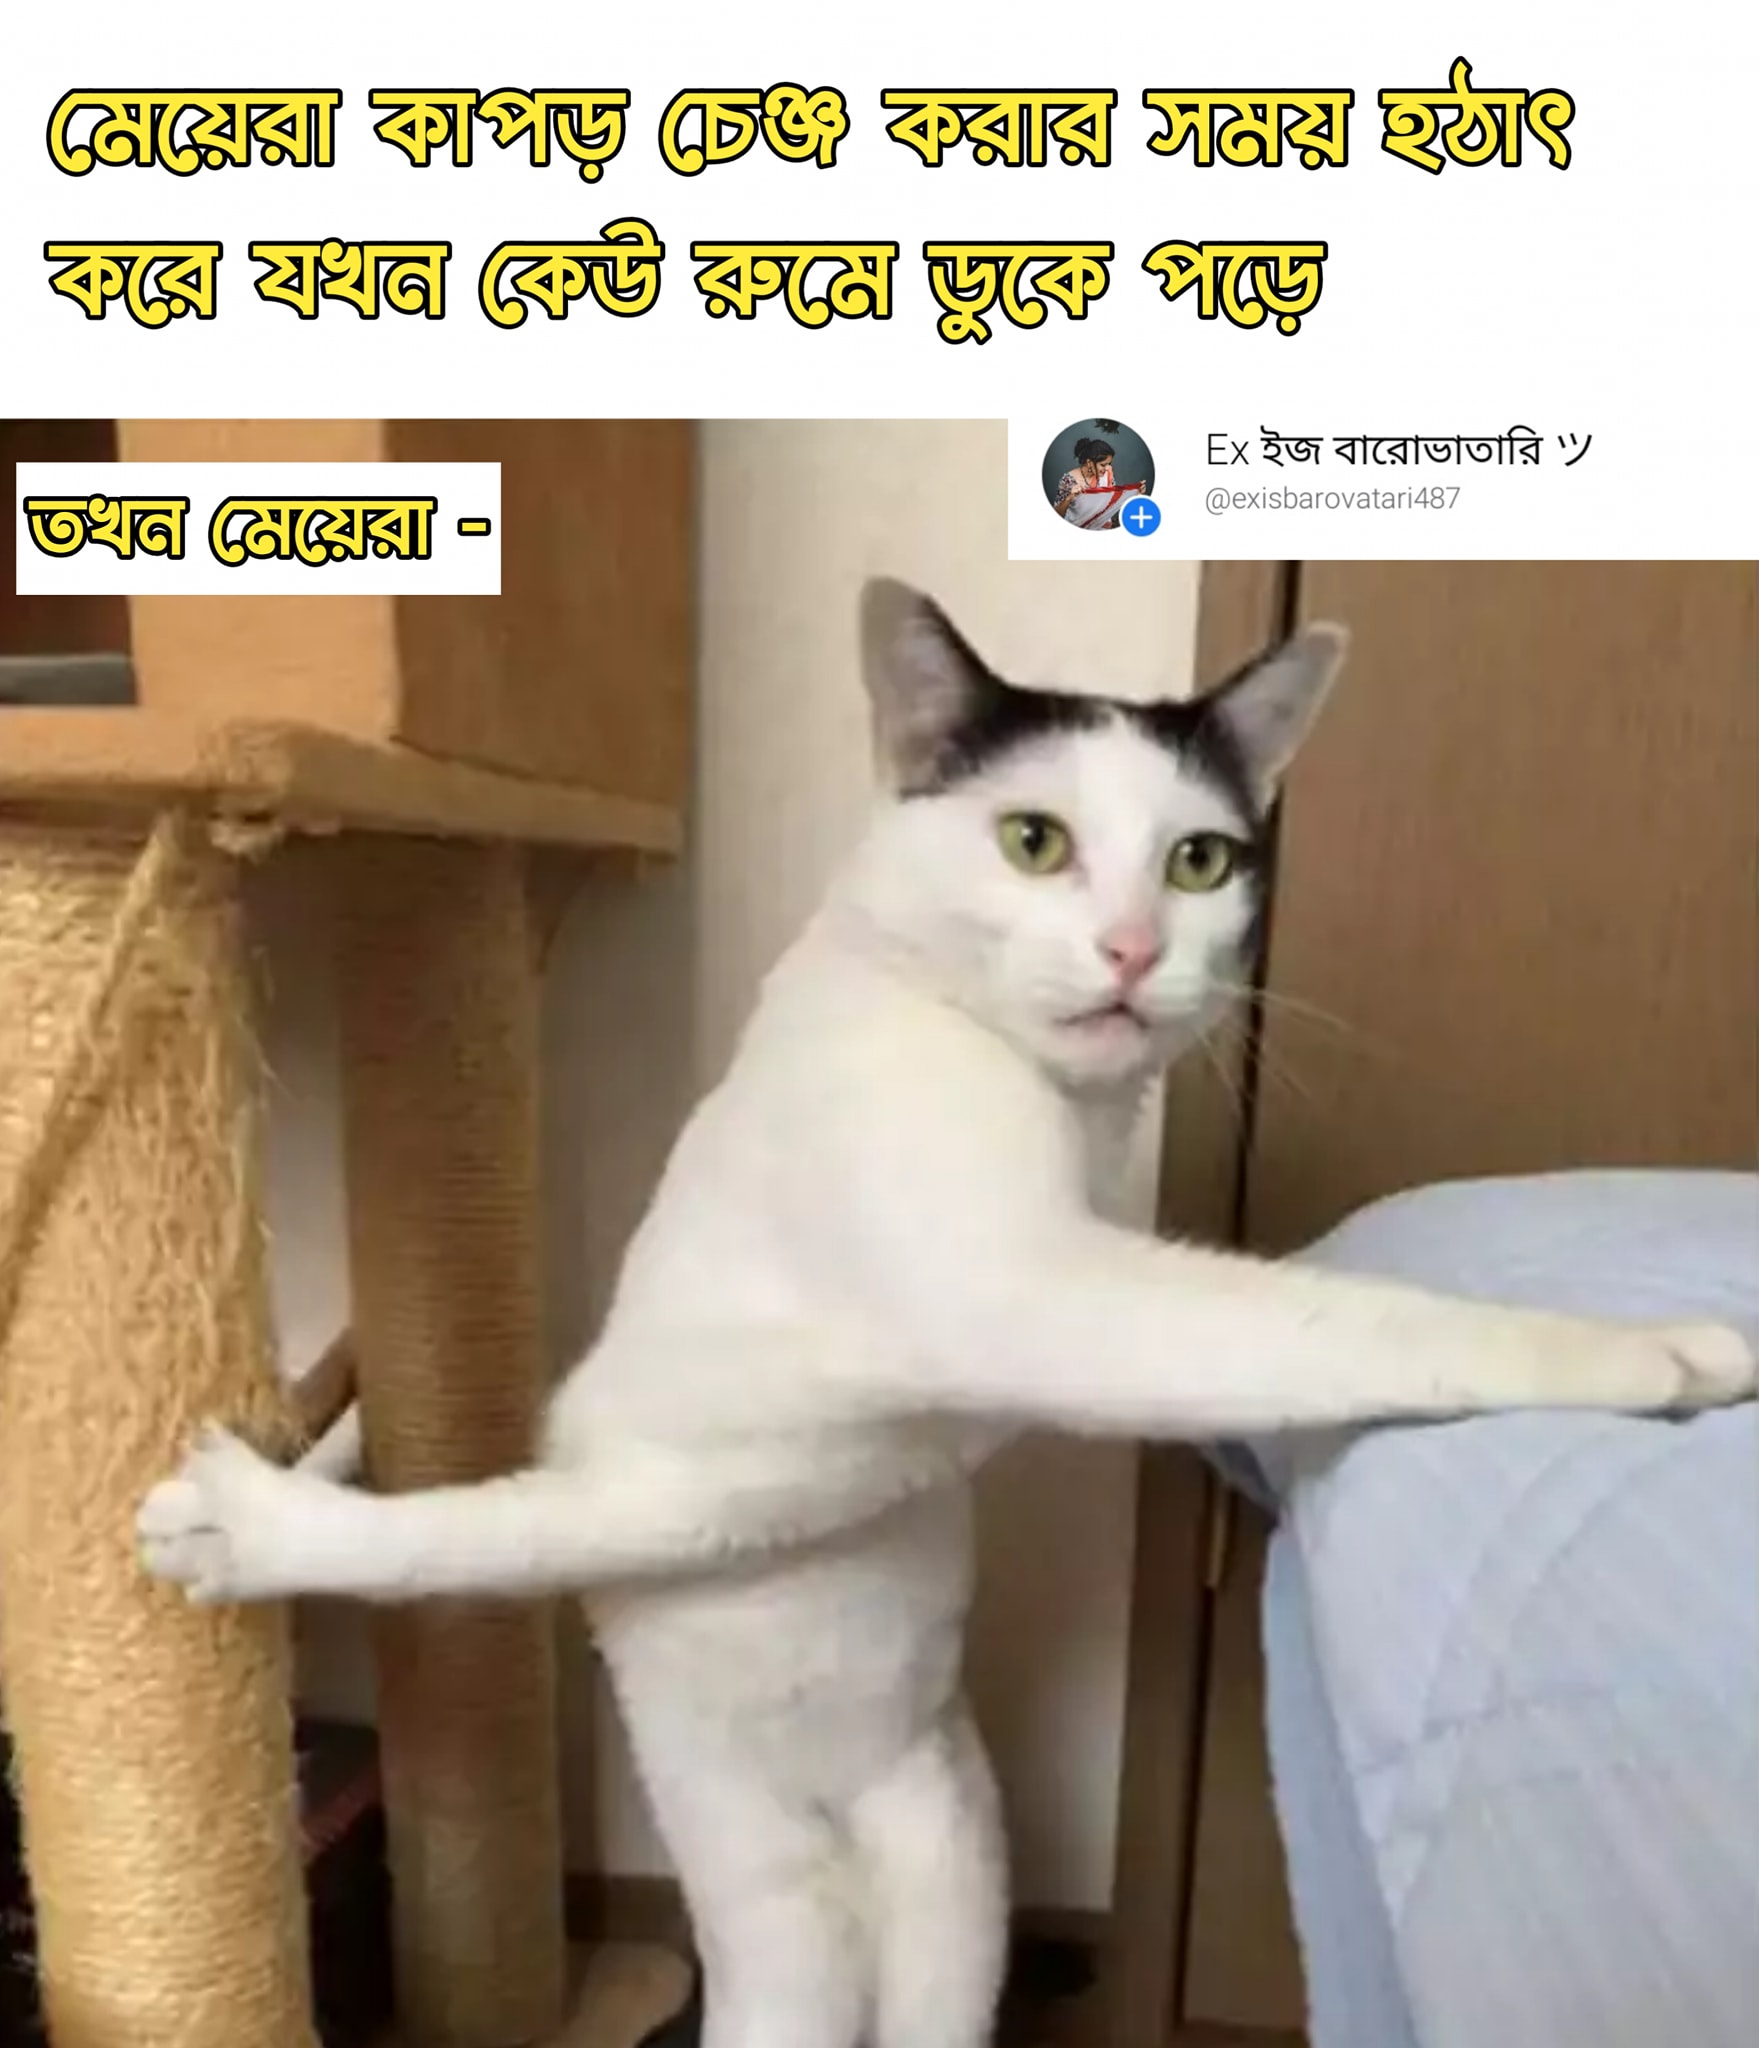 মেয়েরা কাপড় চেঞ্জ করার সময় হঠাৎ
করে যখন কেউ রুমে ডুকে পড়ে
Ex ইজ বারোভাতারি ツ
@exisbarovatari487
তখন মেয়েরা -